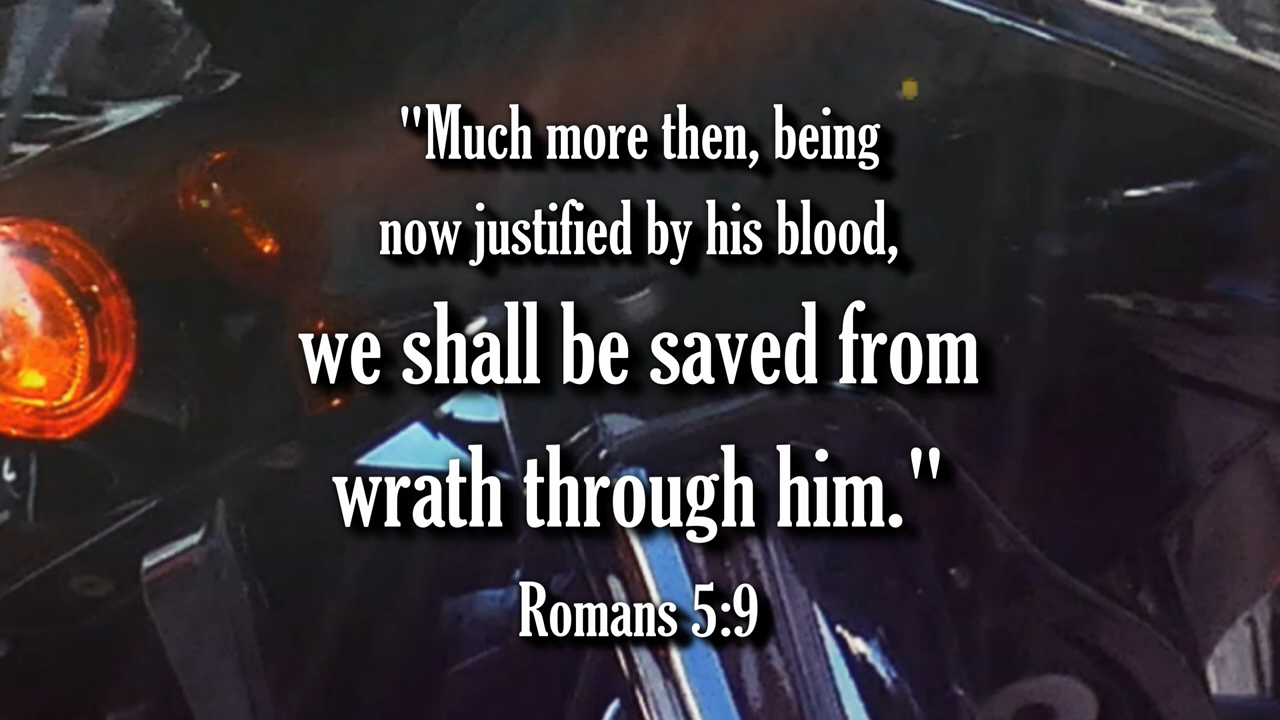 "Much more then, being
now justified by his blood,
we shall be saved from
wrath through him."
Romans 5:9